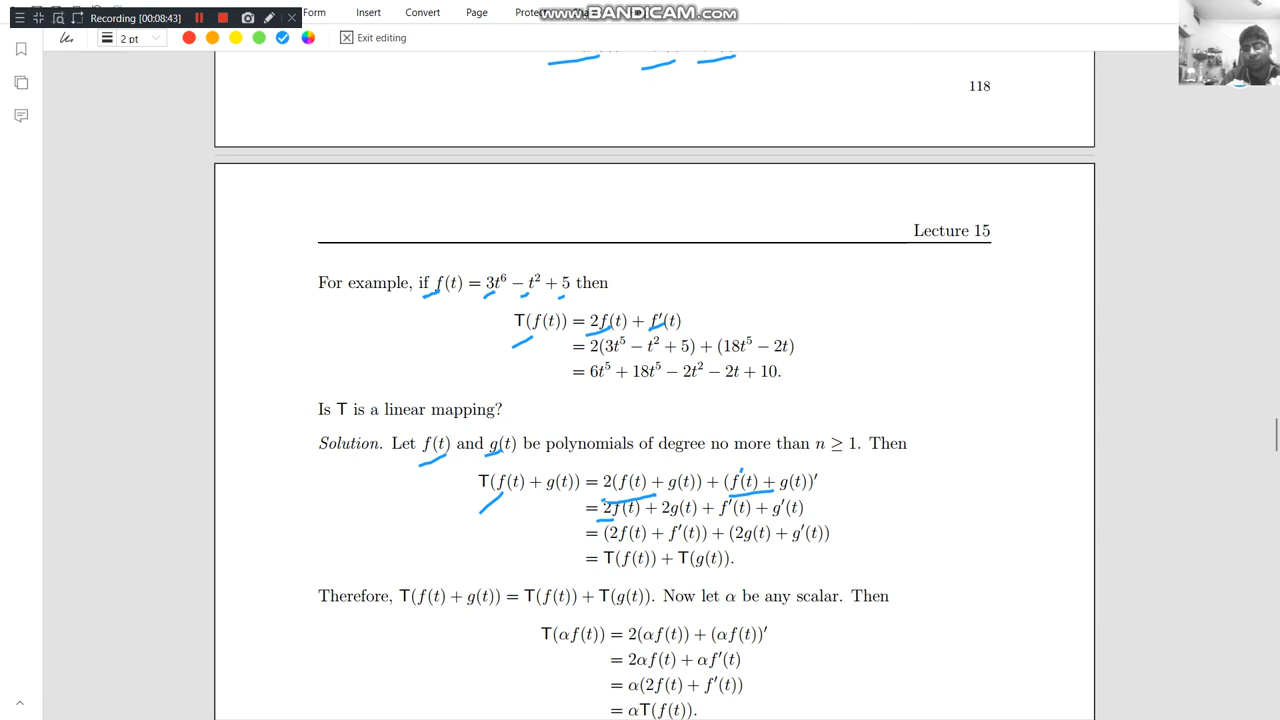 Recording [00:08:43]
Form Insert Convert Page
www.BANDICAM.com
2 pt
Exit editing
118
Lecture 15
For example, if f(t) = 3t⁶ − t² + 5 then
T(f(t)) = 2f(t) + f′(t)
= 2(3t⁵ − t² + 5) + (18t⁵ − 2t)
= 6t⁵ + 18t⁵ − 2t² − 2t + 10.
Is T is a linear mapping?
Solution. Let f(t) and g(t) be polynomials of degree no more than n ≥ 1. Then
T(f(t) + g(t)) = 2(f(t) + g(t)) + (f(t) + g(t))′
= 2f(t) + 2g(t) + f′(t) + g′(t)
= (2f(t) + f′(t)) + (2g(t) + g′(t))
= T(f(t)) + T(g(t)).
Therefore, T(f(t) + g(t)) = T(f(t)) + T(g(t)). Now let α be any scalar. Then
T(αf(t)) = 2(αf(t)) + (αf(t))′
= 2αf(t) + αf′(t)
= α(2f(t) + f′(t))
= αT(f(t)).